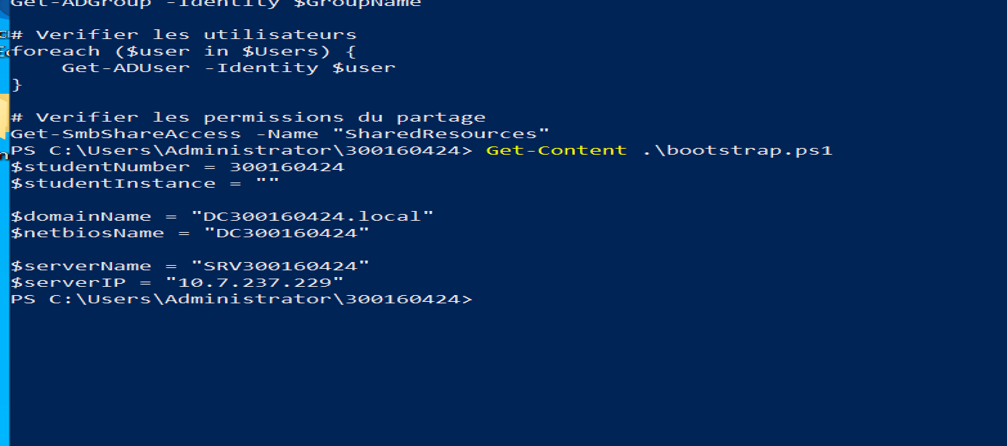 Get-ADGroup -Identity $GroupName
# Verifier les utilisateurs
foreach ($user in $Users) {
    Get-ADUser -Identity $user
}
# Verifier les permissions du partage
Get-SmbShareAccess -Name "SharedResources"
PS C:\Users\Administrator\300160424> Get-Content .\bootstrap.ps1
$studentNumber = 300160424
$studentInstance = ""
$domainName = "DC300160424.local"
$netbiosName = "DC300160424"
$serverName = "SRV300160424"
$serverIP = "10.7.237.229"
PS C:\Users\Administrator\300160424>